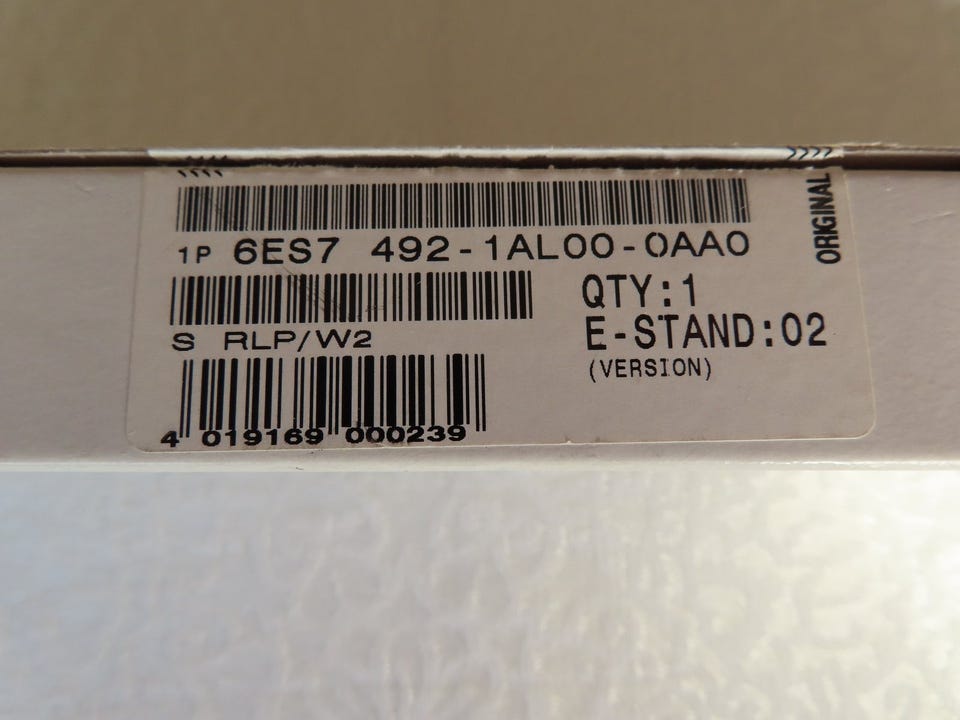 1P 6ES7 492-1AL00-0AA0
QTY:1
S RLP/W2
E-STAND:02
(VERSION)
4 019169 000239
ORIGINAL